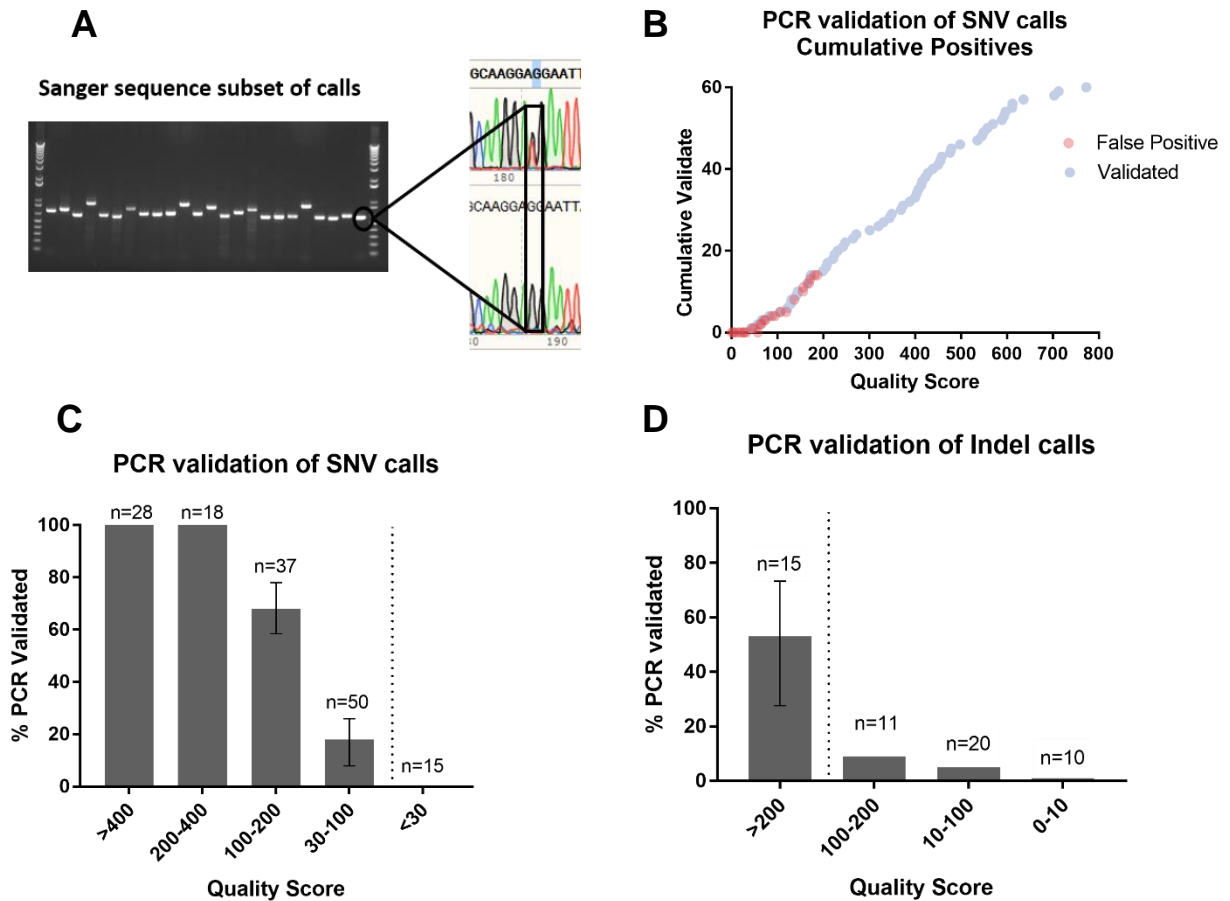 A
Sanger sequence subset of calls
GCAAGGAGGAATT
180
GCAAGGAGGAATT
190
B
PCR validation of SNV calls
Cumulative Positives
60
40
20
0
Cumulative Validate
0 100 200 300 400 500 600 700 800
Quality Score
False Positive
Validated
C
PCR validation of SNV calls
% PCR Validated
100
80
60
40
20
0
n=28
n=18
n=37
n=50
n=15
>400
200-400
100-200
30-100
<30
Quality Score
D
PCR validation of Indel calls
% PCR validated
100
80
60
40
20
0
n=15
n=11
n=20
n=10
>200
100-200
10-100
0-10
Quality Score